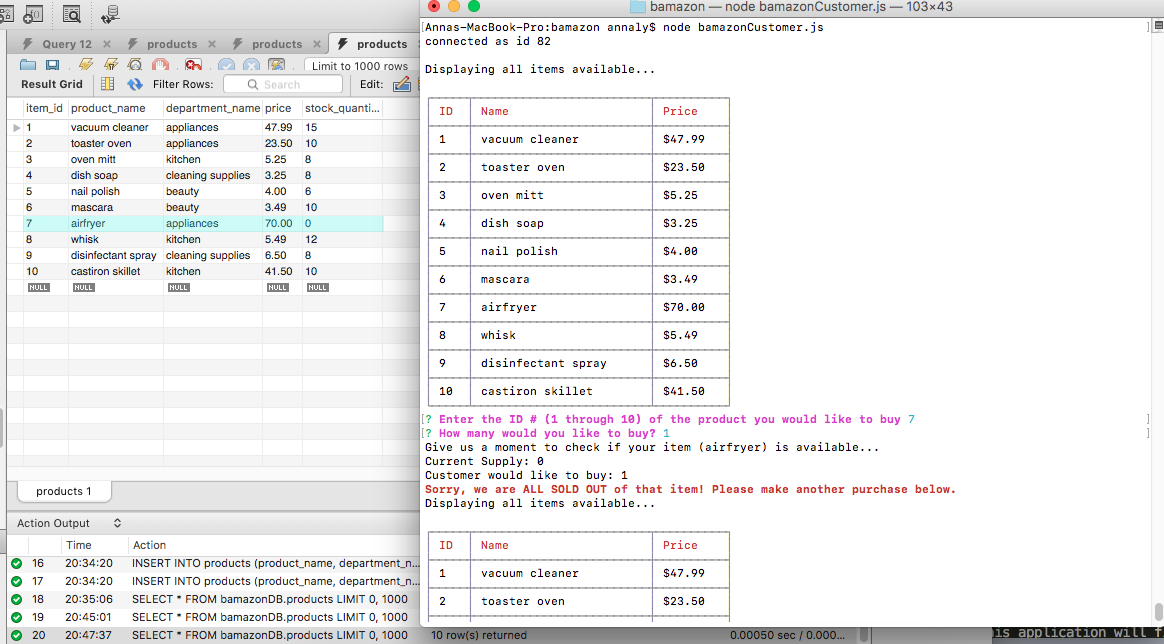 bamazon — node bamazonCustomer.js — 103×43
Query 12 × products × products × products
Limit to 1000 rows
Result Grid Filter Rows: Search Edit:
item_id product_name department_name price stock_quanti...
1 vacuum cleaner appliances 47.99 15
2 toaster oven appliances 23.50 10
3 oven mitt kitchen 5.25 8
4 dish soap cleaning supplies 3.25 8
5 nail polish beauty 4.00 6
6 mascara beauty 3.49 10
7 airfryer appliances 70.00 0
8 whisk kitchen 5.49 12
9 disinfectant spray cleaning supplies 6.50 8
10 castiron skillet kitchen 41.50 10
NULL NULL NULL NULL NULL
products 1
Action Output
Time Action
16 20:34:20 INSERT INTO products (product_name, department_n...
17 20:34:20 INSERT INTO products (product_name, department_n...
18 20:35:06 SELECT * FROM bamazonDB.products LIMIT 0, 1000
19 20:45:01 SELECT * FROM bamazonDB.products LIMIT 0, 1000
20 20:47:37 SELECT * FROM bamazonDB.products LIMIT 0, 1000 10 row(s) returned 0.00050 sec / 0.000...
[Annas-MacBook-Pro:bamazon annaly$ node bamazonCustomer.js ]
connected as id 82
Displaying all items available...
ID Name Price
1 vacuum cleaner $47.99
2 toaster oven $23.50
3 oven mitt $5.25
4 dish soap $3.25
5 nail polish $4.00
6 mascara $3.49
7 airfryer $70.00
8 whisk $5.49
9 disinfectant spray $6.50
10 castiron skillet $41.50
[? Enter the ID # (1 through 10) of the product you would like to buy 7 ]
[? How many would you like to buy? 1 ]
Give us a moment to check if your item (airfryer) is available...
Current Supply: 0
Customer would like to buy: 1
Sorry, we are ALL SOLD OUT of that item! Please make another purchase below.
Displaying all items available...
ID Name Price
1 vacuum cleaner $47.99
2 toaster oven $23.50
is application will f